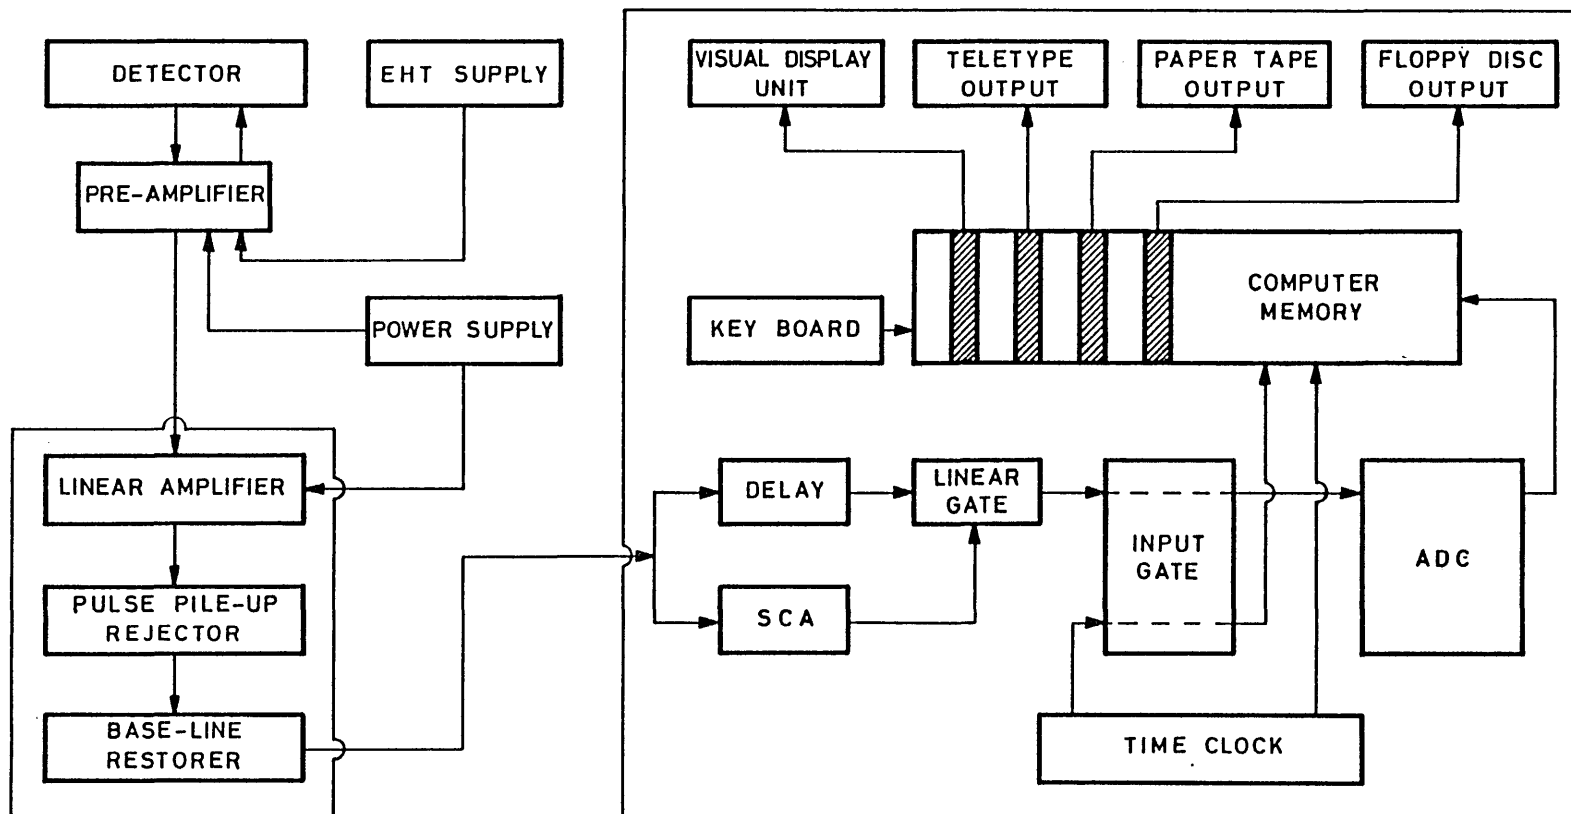 DETECTOR
EHT SUPPLY
VISUAL DISPLAY
UNIT
TELETYPE
OUTPUT
PAPER TAPE
OUTPUT
FLOPPY DISC
OUTPUT
PRE-AMPLIFIER
COMPUTER
MEMORY
POWER SUPPLY
KEY BOARD
LINEAR AMPLIFIER
DELAY
LINEAR
GATE
INPUT
GATE
ADC
PULSE PILE-UP
REJECTOR
SCA
BASE-LINE
RESTORER
TIME CLOCK